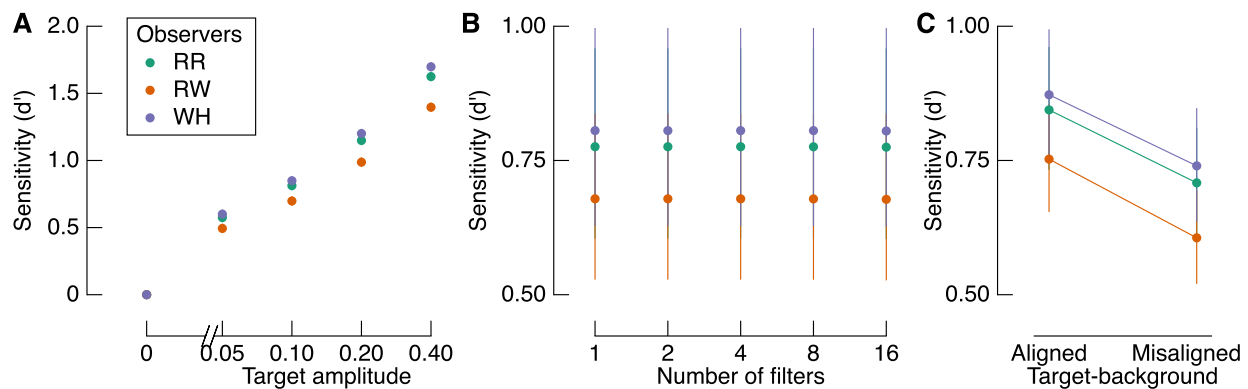 A
Sensitivity (d')
2.0
1.5
1.0
0.5
0
Observers
RR
RW
WH
0
0.05
0.10
0.20
0.40
Target amplitude
B
Sensitivity (d')
1.00
0.75
0.50
1
2
4
8
16
Number of filters
C
Sensitivity (d')
1.00
0.75
0.50
Aligned
Misaligned
Target-background